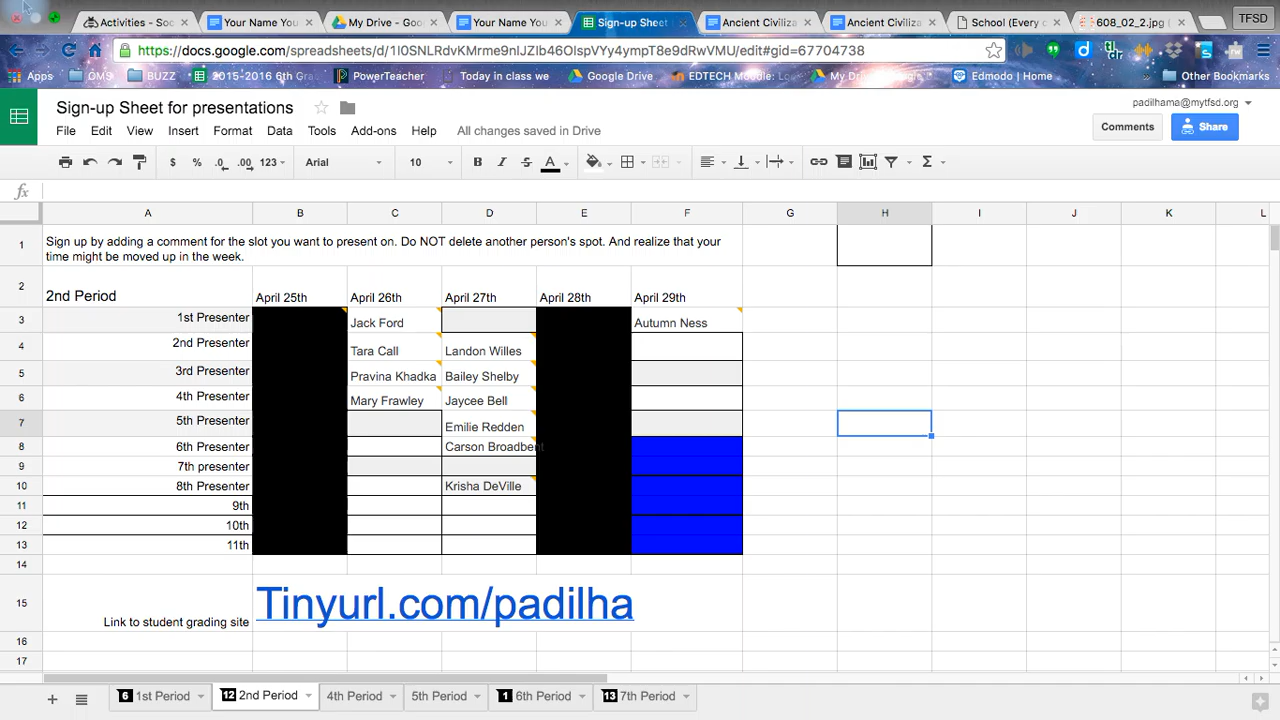 Activities - Soc
Your Name You
My Drive - Goo
Your Name You
Sign-up Sheet
Ancient Civiliza
Ancient Civiliza
School (Every
608_02_2.jpg (
TFSD
https://docs.google.com/spreadsheets/d/1I0SNLRdvKMrme9nIJZIb46OIspVYy4ympT8e9dRwVMU/edit#gid=67704738
Apps
OMS
BUZZ
2015-2016 6th Gra
PowerTeacher
Today in class we
Google Drive
EDTECH Moodle: Lo
Edmodo | Home
»
Other Bookmarks
Sign-up Sheet for presentations
padilhama@mytfsd.org
File Edit View Insert Format Data Tools Add-ons Help All changes saved in Drive
Comments
Share
$ % .0 .00 123 Arial 10 B I S A Σ
fx
A B C D E F G H I J K L
1 Sign up by adding a comment for the slot you want to present on. Do NOT delete another person's spot. And realize that your
time might be moved up in the week.
2 2nd Period April 25th April 26th April 27th April 28th April 29th
3 1st Presenter Jack Ford Autumn Ness
4 2nd Presenter Tara Call Landon Willes
5 3rd Presenter Pravina Khadka Bailey Shelby
6 4th Presenter Mary Frawley Jaycee Bell
7 5th Presenter Emilie Redden
8 6th Presenter Carson Broadbent
9 7th presenter
10 8th Presenter Krisha DeVille
11 9th
12 10th
13 11th
14
15 Link to student grading site Tinyurl.com/padilha
16
17
6 1st Period
12 2nd Period
4th Period
5th Period
1 6th Period
13 7th Period